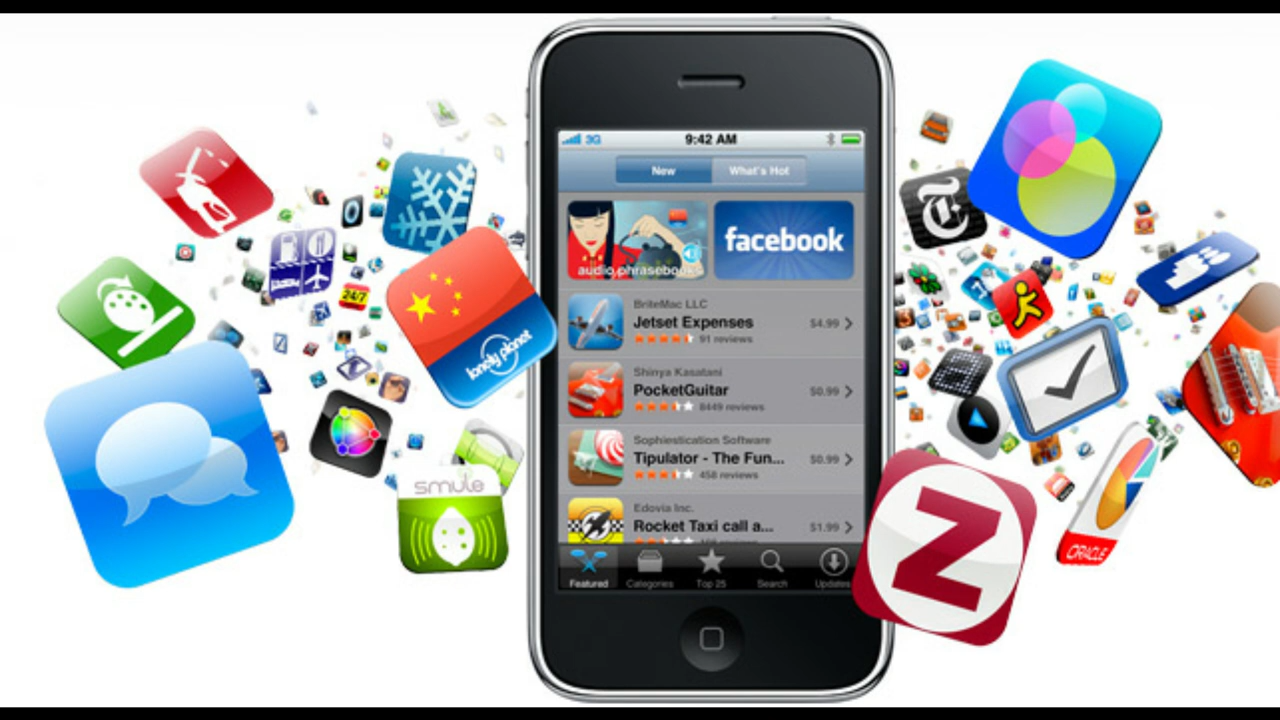 3G 9:42 AM
New What's Hot
audio phrasebooks
facebook
BriteMac LLC
Jetset Expenses $4.99
91 reviews
Shinya Kasatani
PocketGuitar $0.99
8449 reviews
Sophiestication Software
Tipulator - The Fun... $0.99
458 reviews
Edovia Inc.
Rocket Taxi call a... $1.99
Featured Categories Top 25 Search Updates
24/7
lonely planet
smule
T
Z
ORACLE